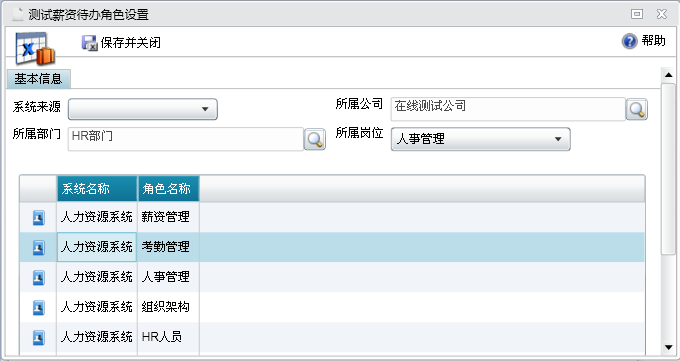 测试薪资待办角色设置
保存并关闭
帮助
基本信息
系统来源
所属公司 在线测试公司
所属部门 HR部门
所属岗位 人事管理
系统名称 角色名称
人力资源系统 薪资管理
人力资源系统 考勤管理
人力资源系统 人事管理
人力资源系统 组织架构
人力资源系统 HR人员